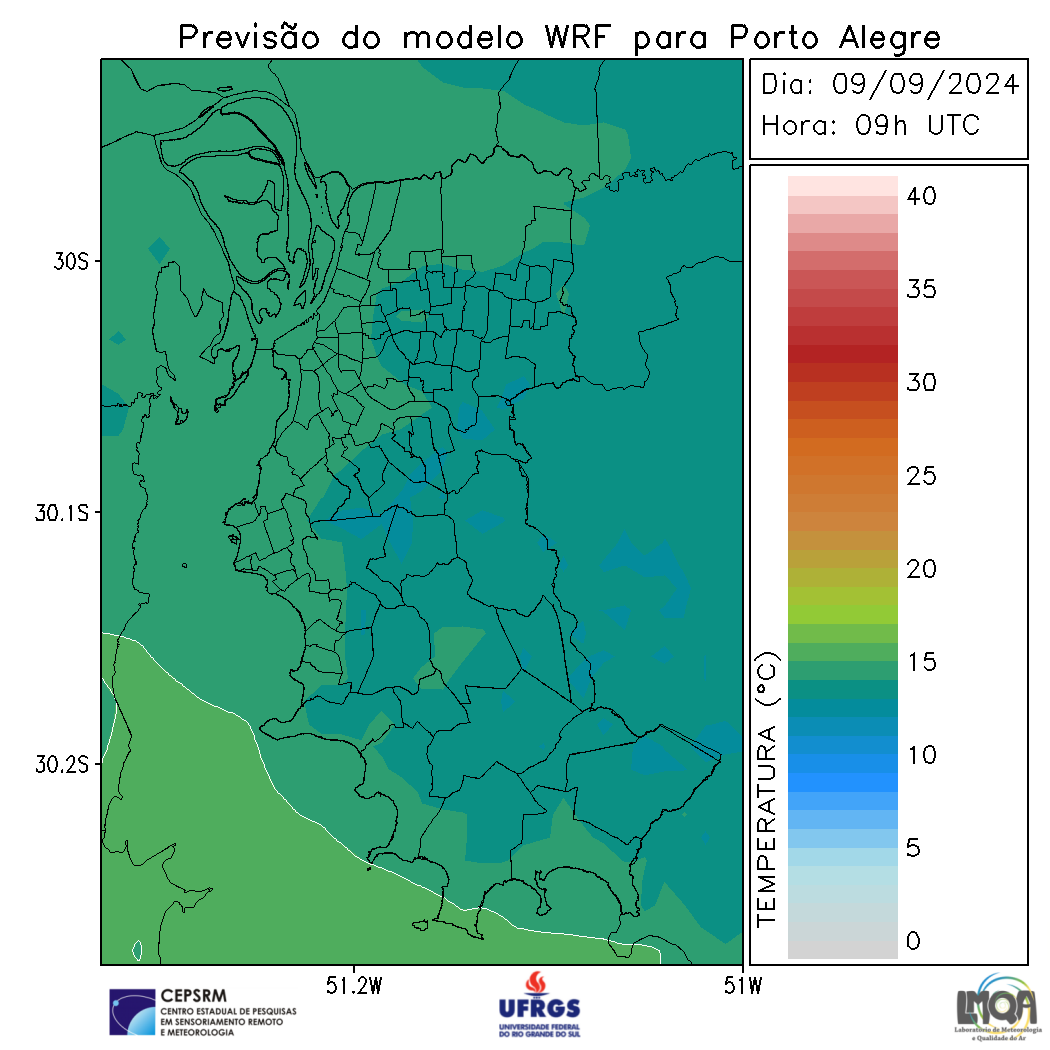 Previsão do modelo WRF para Porto Alegre
Dia: 09/09/2024
Hora: 09h UTC
40
35
30
25
20
15
10
5
0
TEMPERATURA (°C)
30S
30.1S
30.2S
51.2W
51W
CEPSRM
CENTRO ESTADUAL DE PESQUISAS
EM SENSORIAMENTO REMOTO
E METEOROLOGIA
UFRGS
UNIVERSIDADE FEDERAL
DO RIO GRANDE DO SUL
LMQA
Laboratório de Meteorologia
e Qualidade do Ar